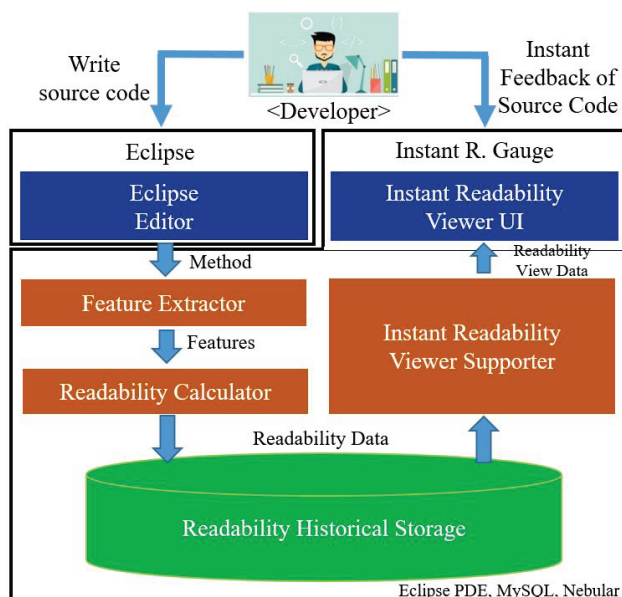 Write
source code
<Developer>
Instant
Feedback of
Source Code
Eclipse
Eclipse
Editor
Instant R. Gauge
Instant Readability
Viewer UI
Method
Readability
View Data
Feature Extractor
Features
Readability Calculator
Instant Readability
Viewer Supporter
Readability Data
Readability Historical Storage
Eclipse PDE, MySQL, Nebular